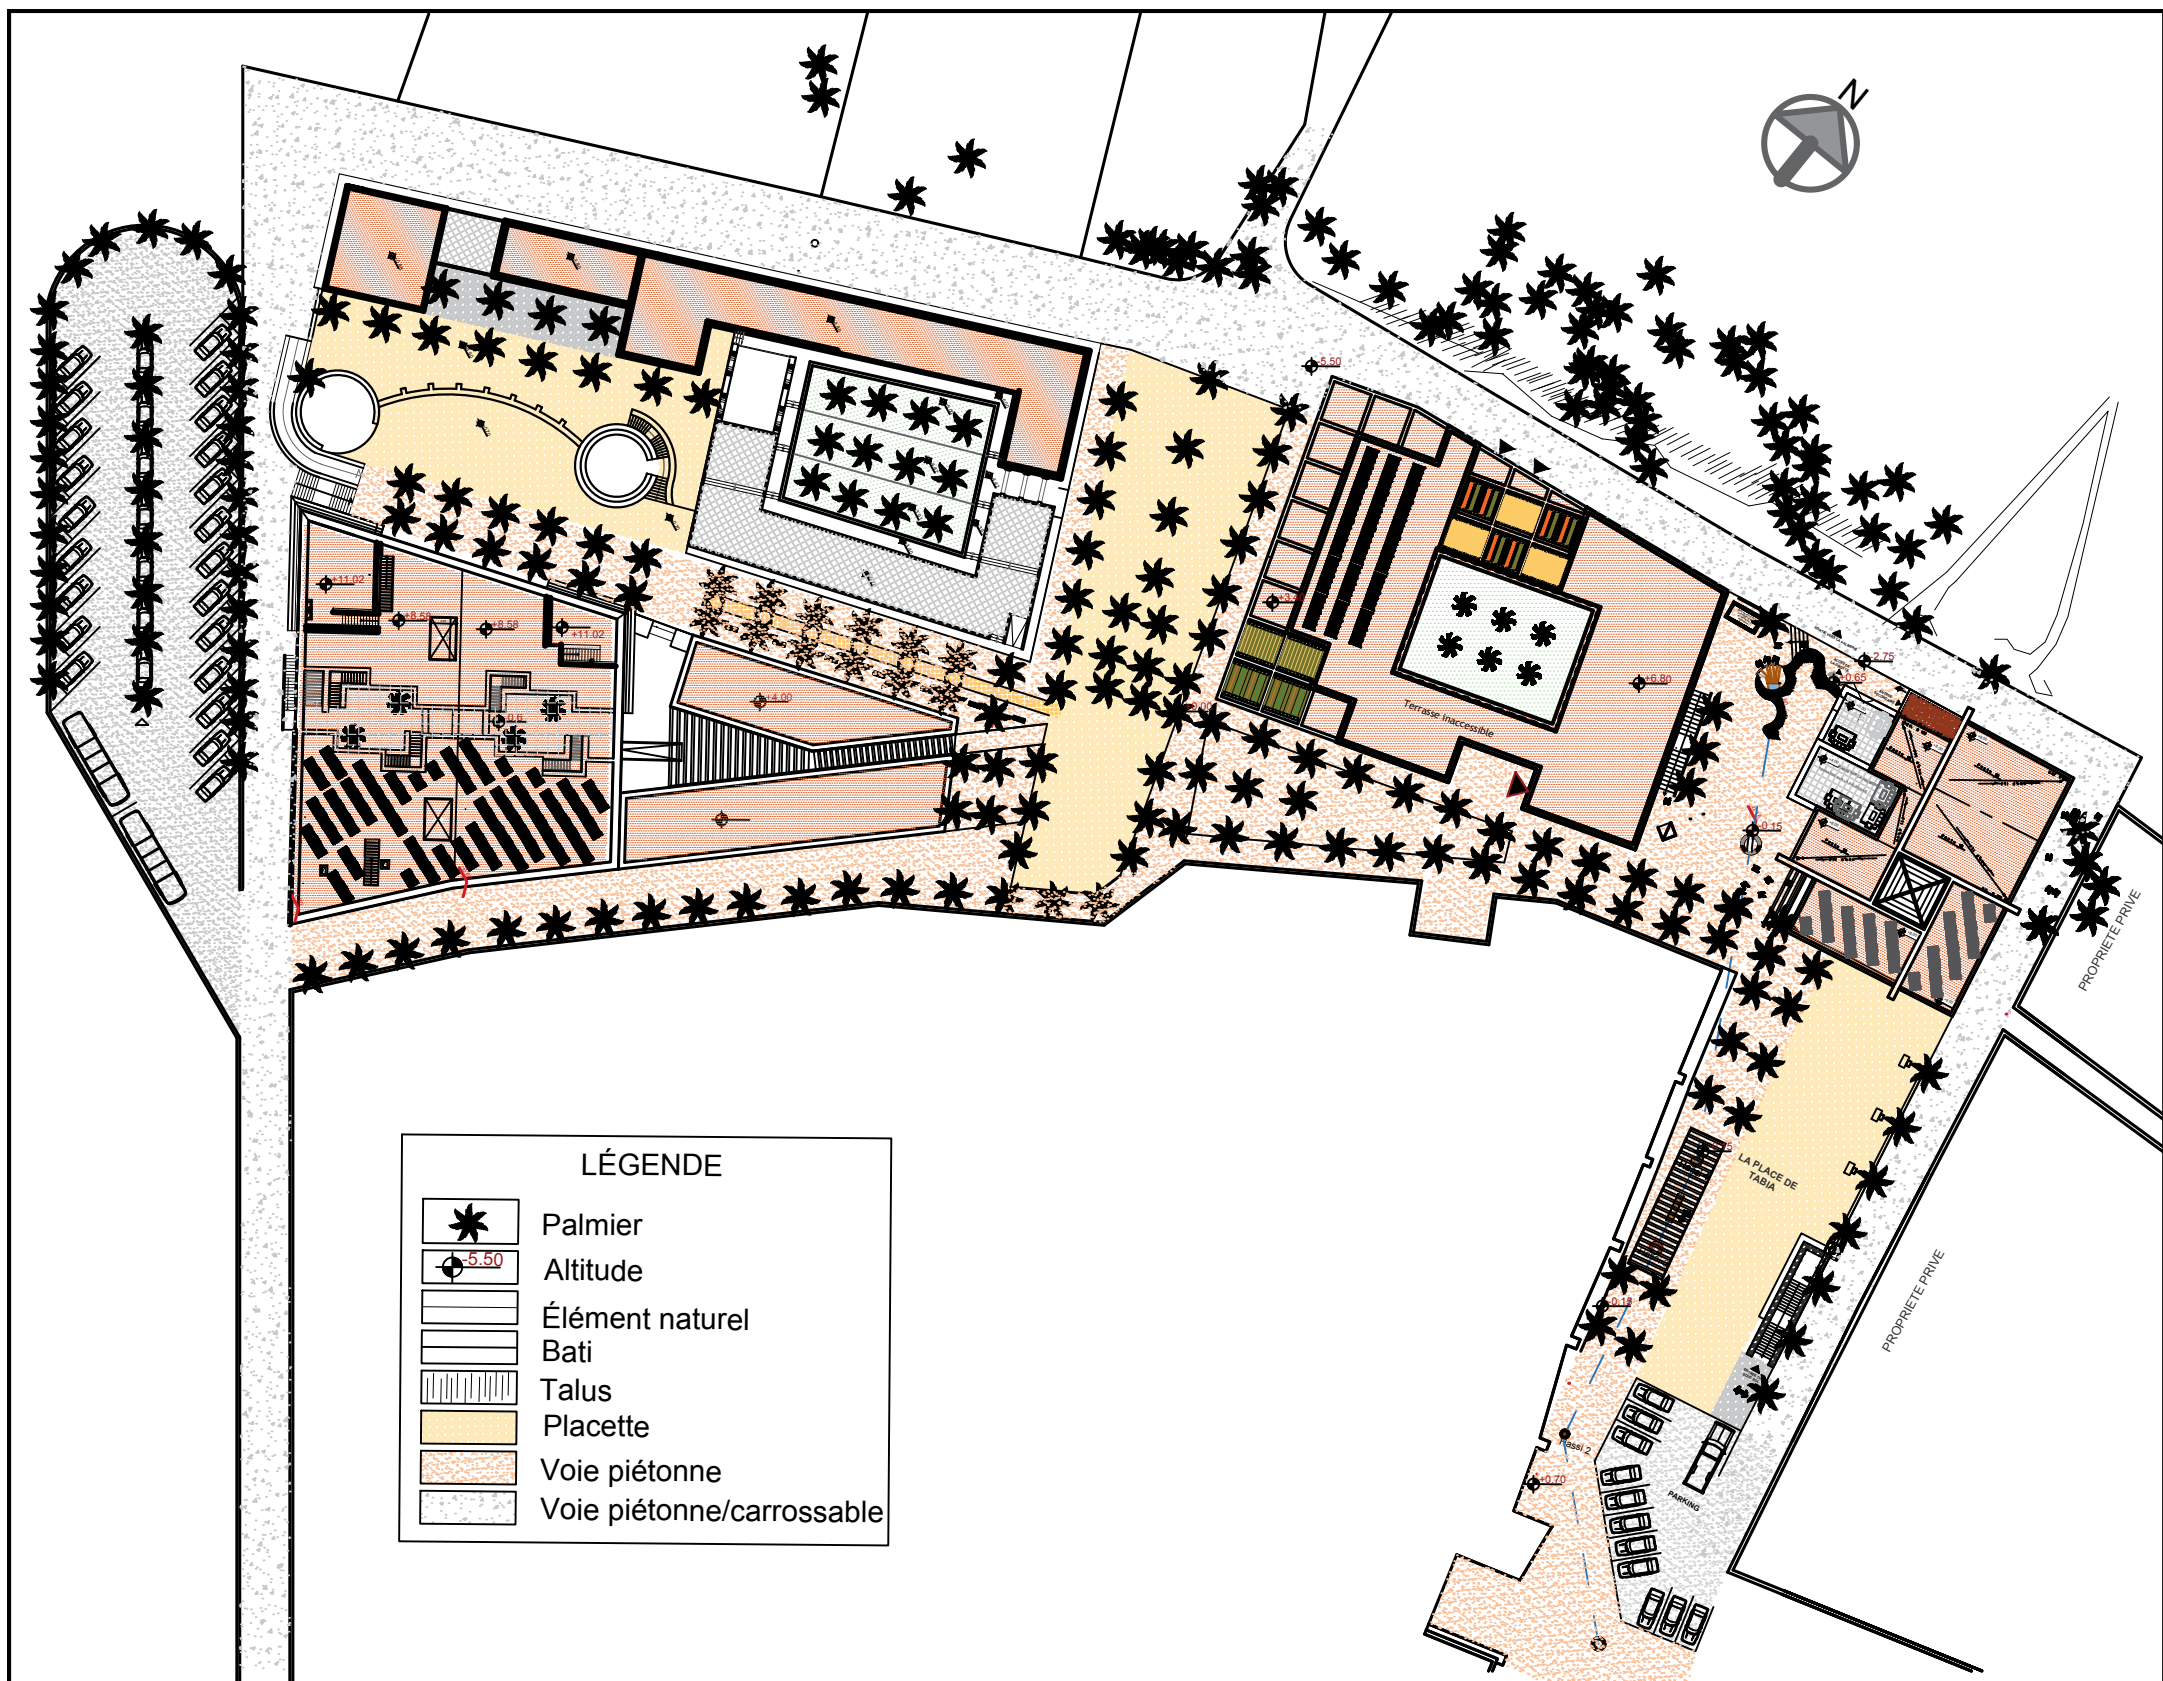 N
-5.50
+11.02
+8.58
+8.58
+11.02
+4.00
+6.80
Terrasse Inaccessible
-2.75
+0.65
+0.15
PROPRIETE PRIVE
LA PLACE DE
TABIA
PROPRIETE PRIVE
+0.70
PARKING
LÉGENDE
Palmier
-5.50
Altitude
Élément naturel
Bati
Talus
Placette
Voie piétonne
Voie piétonne/carrossable